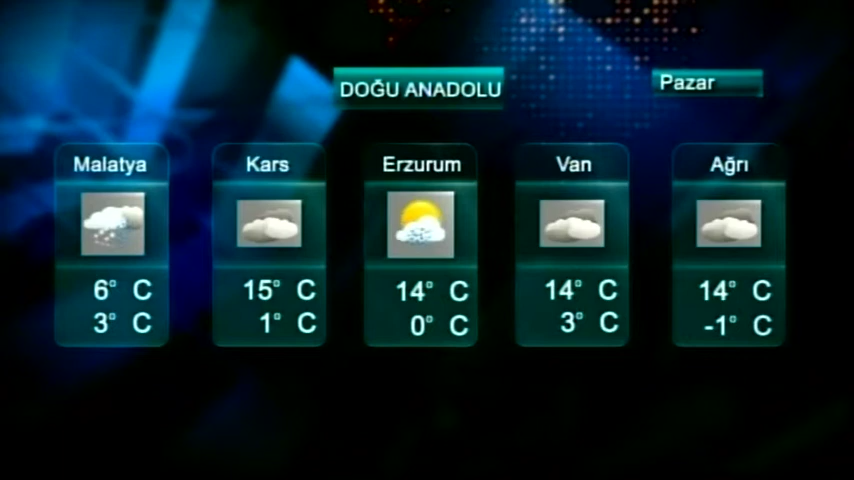 DOĞU ANADOLU
Pazar
Malatya
6° C
3° C
Kars
15° C
1° C
Erzurum
14° C
0° C
Van
14° C
3° C
Ağrı
14° C
-1° C